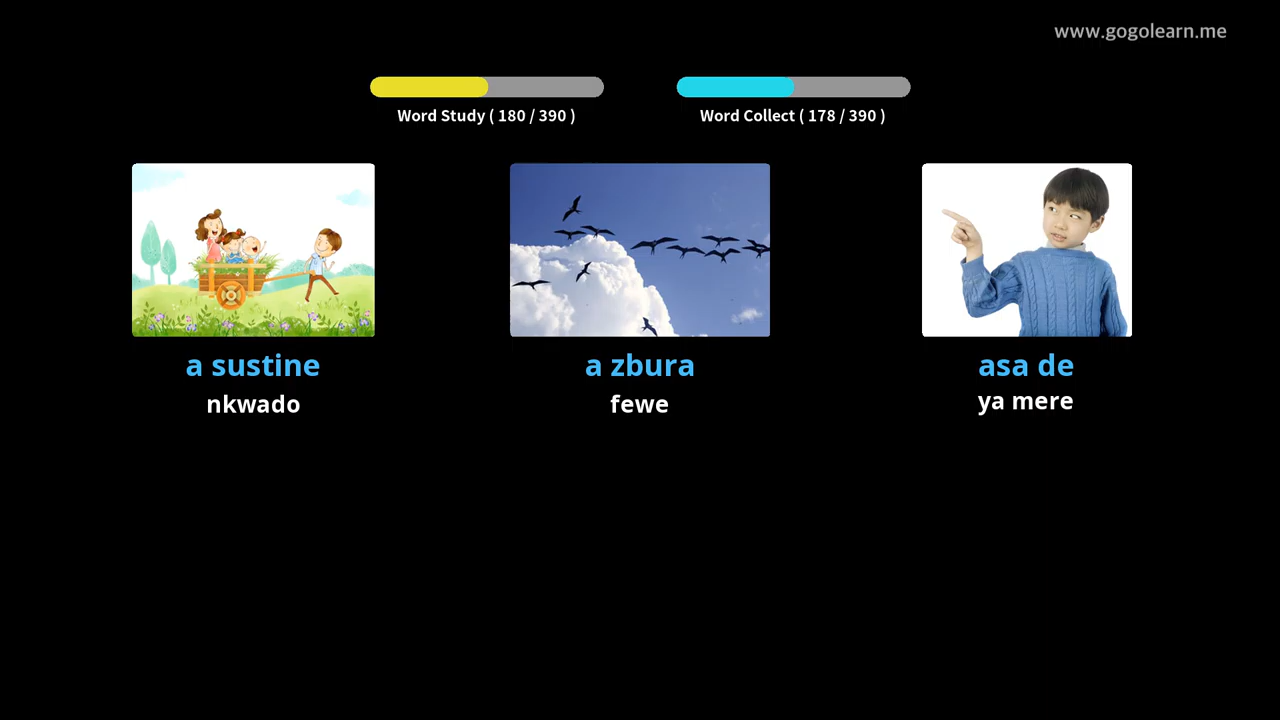 www.gogolearn.me
Word Study ( 180 / 390 )
Word Collect ( 178 / 390 )
a sustine
a zbura
asa de
nkwado
fewe
ya mere